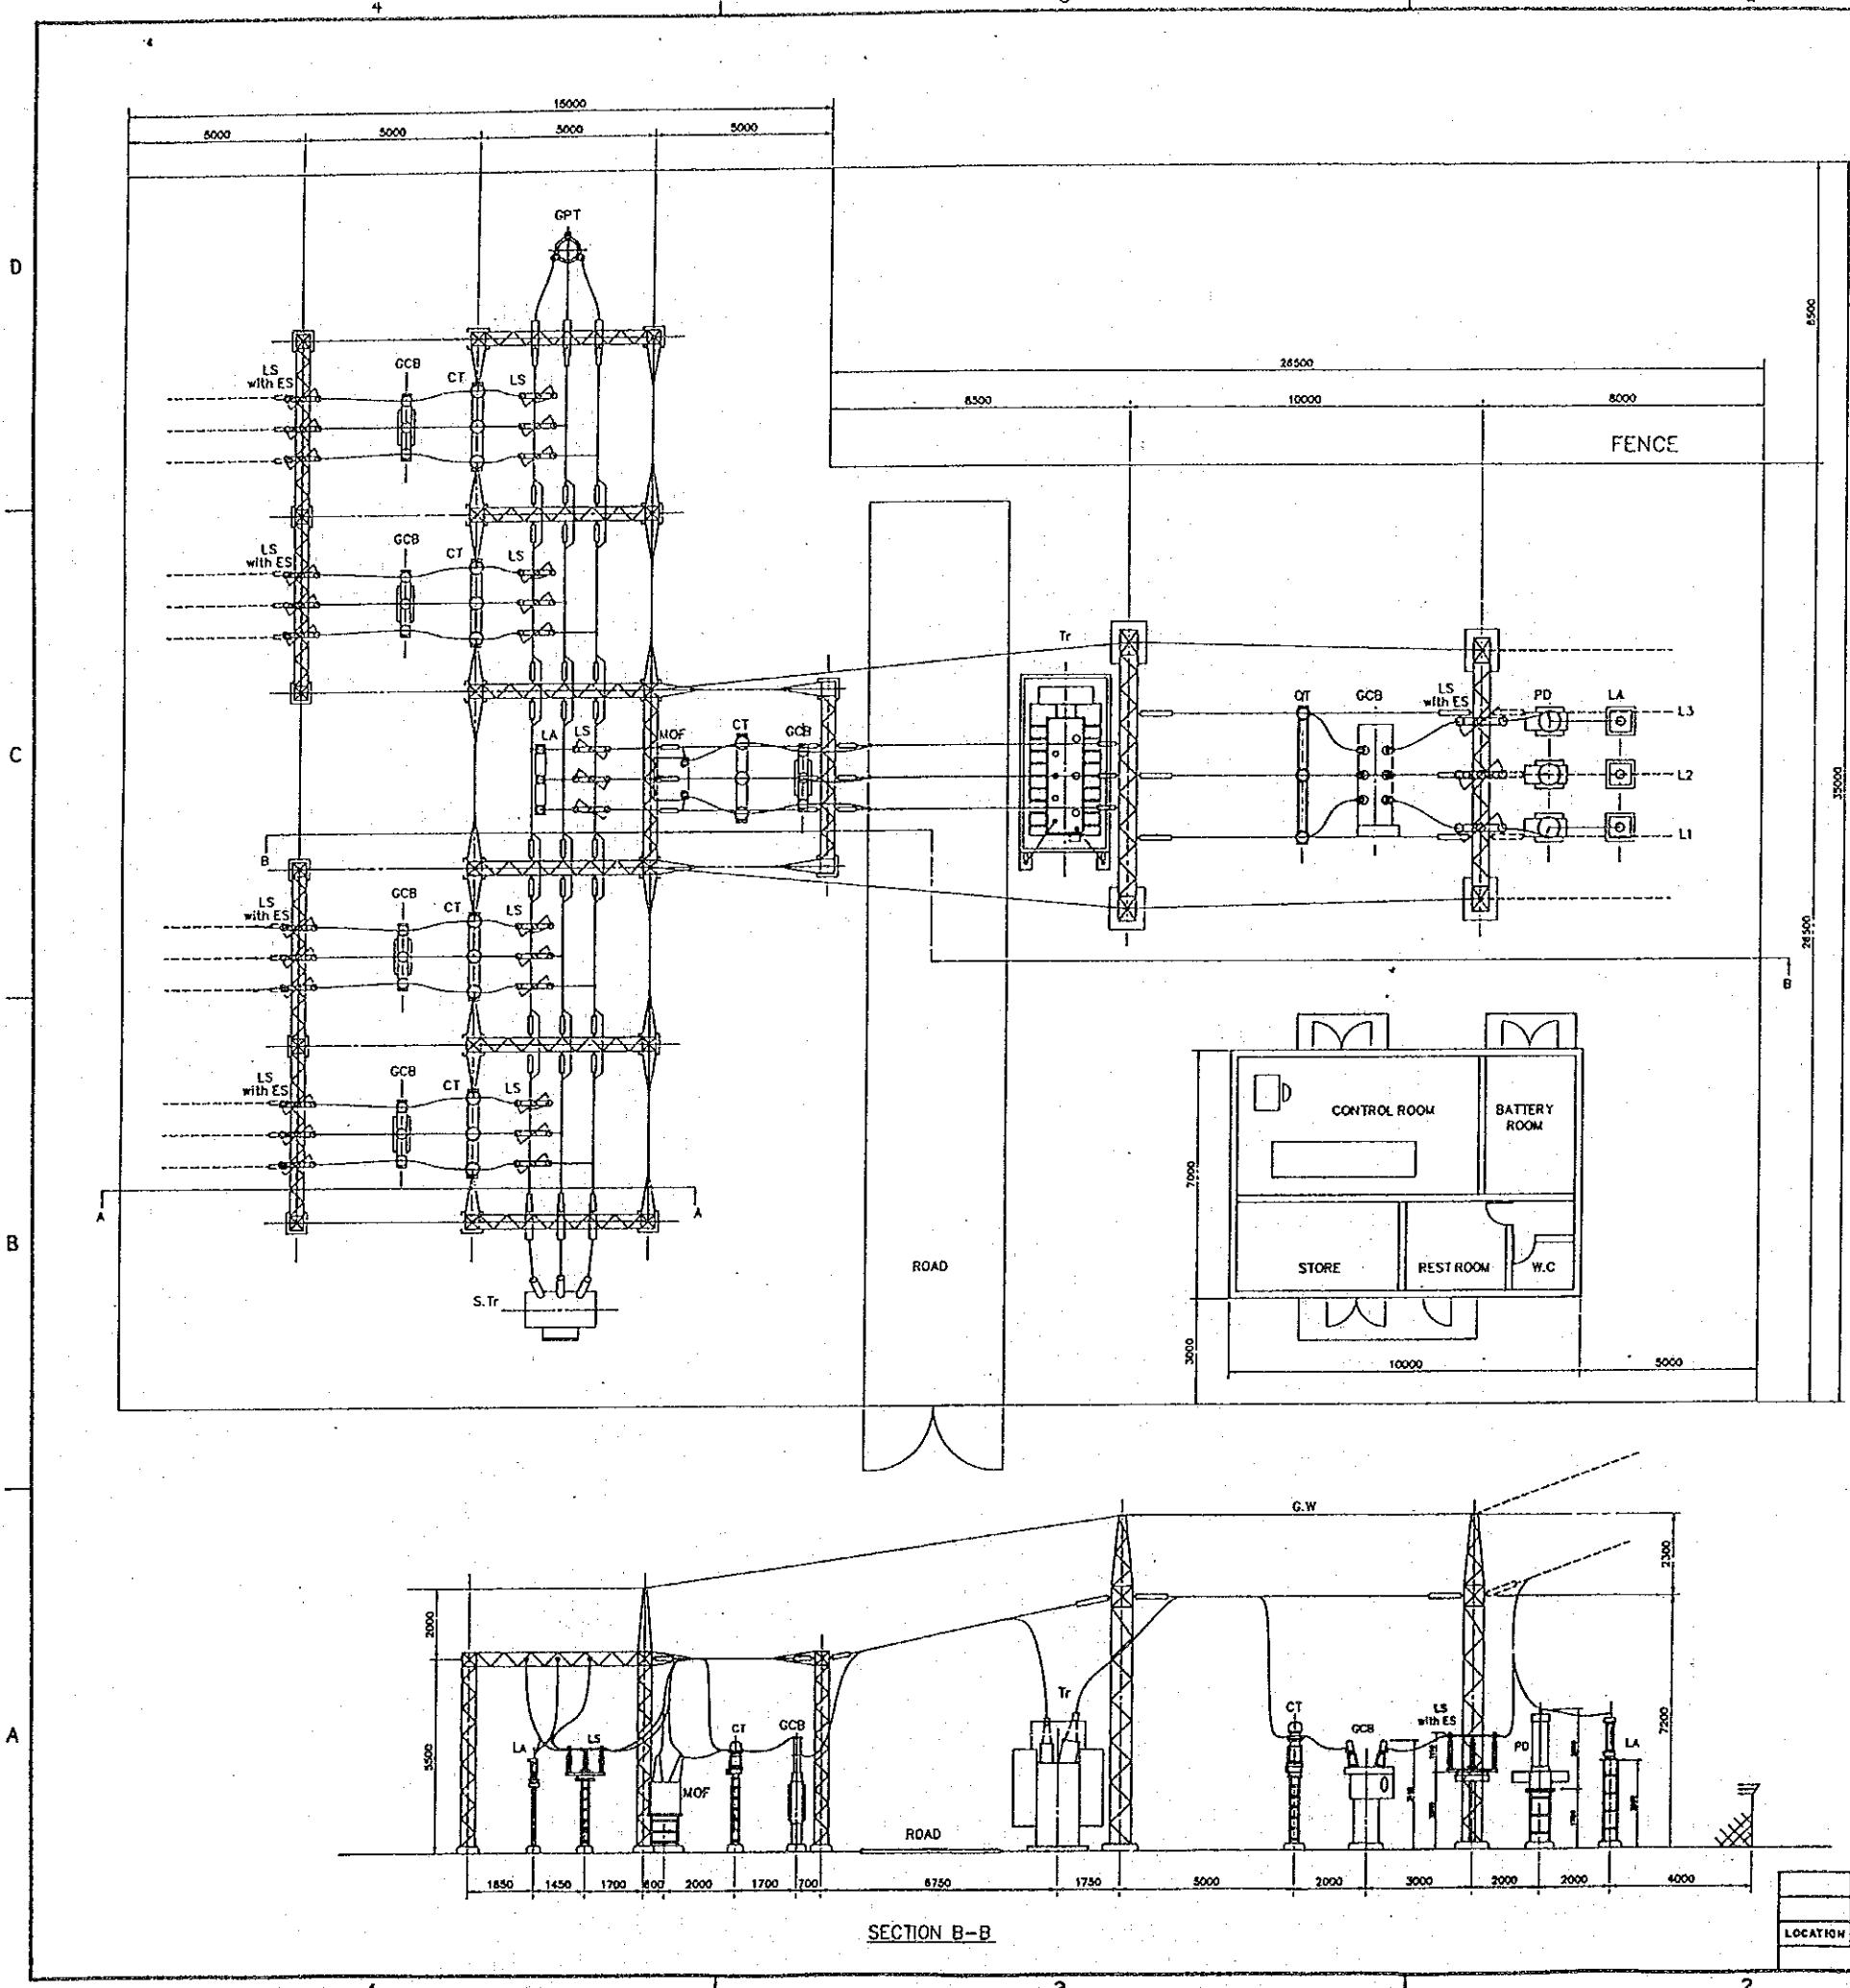 4
15000
5000 5000 5000 5000
GPT
D
8500
LS
with ES
GCB
CT
LS
26500
8500 10000 8000
FENCE
LS
with ES
GCB
CT
LS
Tr
C
LA
LS
MOF
CT
GCB
CT
GCB
LS
with ES
PD
LA
L3
L2
L1
35000
26500
B
B
LS
with ES
GCB
CT
LS
LS
with ES
GCB
CT
LS
A
A
B
S.Tr
ROAD
CONTROL ROOM
BATTERY
ROOM
STORE
REST ROOM
W.C
7000
3000
10000 5000
G.W
2000
5500
2300
7200
A
LA
LS
MOF
CT
GCB
ROAD
Tr
CT
GCB
LS
with ES
PD
LA
1850 1450 1700 600 2000 1700 700 6750 1750 5000 2000 3000 2000 2000 4000
SECTION B-B
LOCATION
3
2